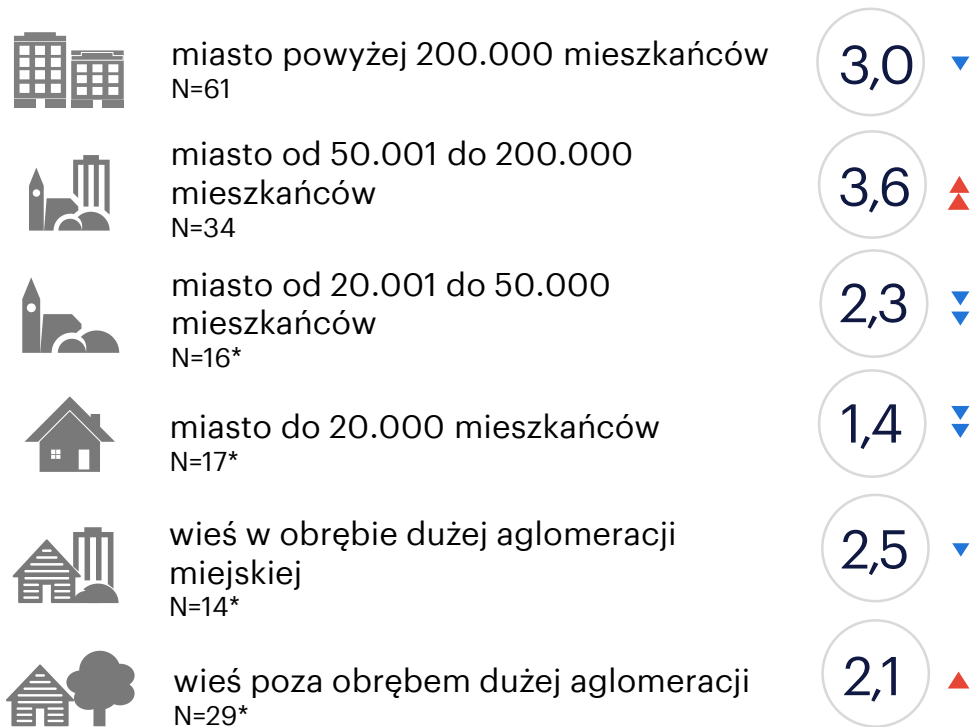 miasto powyżej 200.000 mieszkańców
N=61
3,0
miasto od 50.001 do 200.000
mieszkańców
N=34
3,6
miasto od 20.001 do 50.000
mieszkańców
N=16*
2,3
miasto do 20.000 mieszkańców
N=17*
1,4
wieś w obrębie dużej aglomeracji
miejskiej
N=14*
2,5
wieś poza obrębem dużej aglomeracji
N=29*
2,1